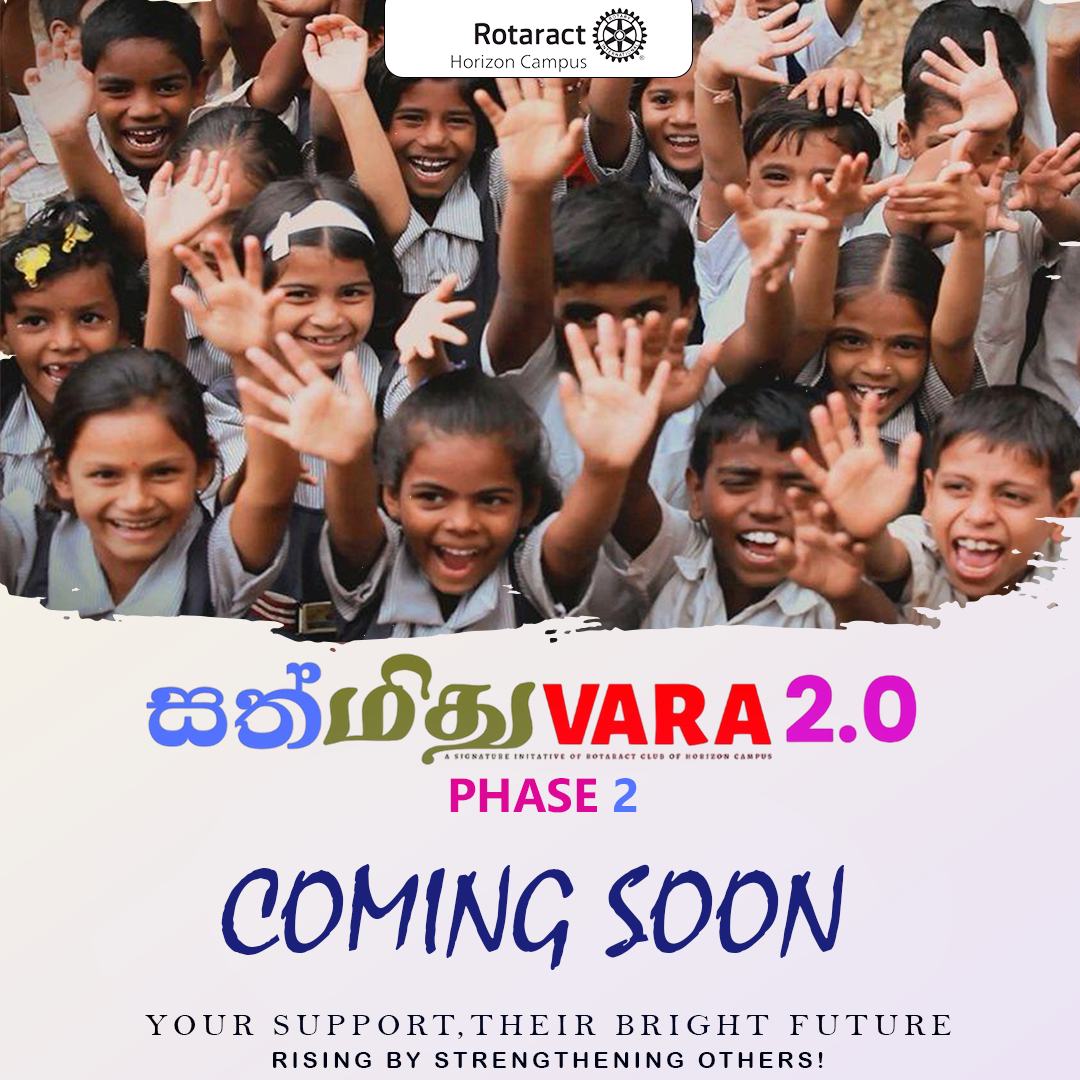 Rotaract
Horizon Campus
සත්மிதுVARA 2.0
A SIGNATURE INITATIVE OF ROTARACT CLUB OF HORIZON CAMPUS
PHASE 2
COMING SOON
YOUR SUPPORT,THEIR BRIGHT FUTURE
RISING BY STRENGTHENING OTHERS!